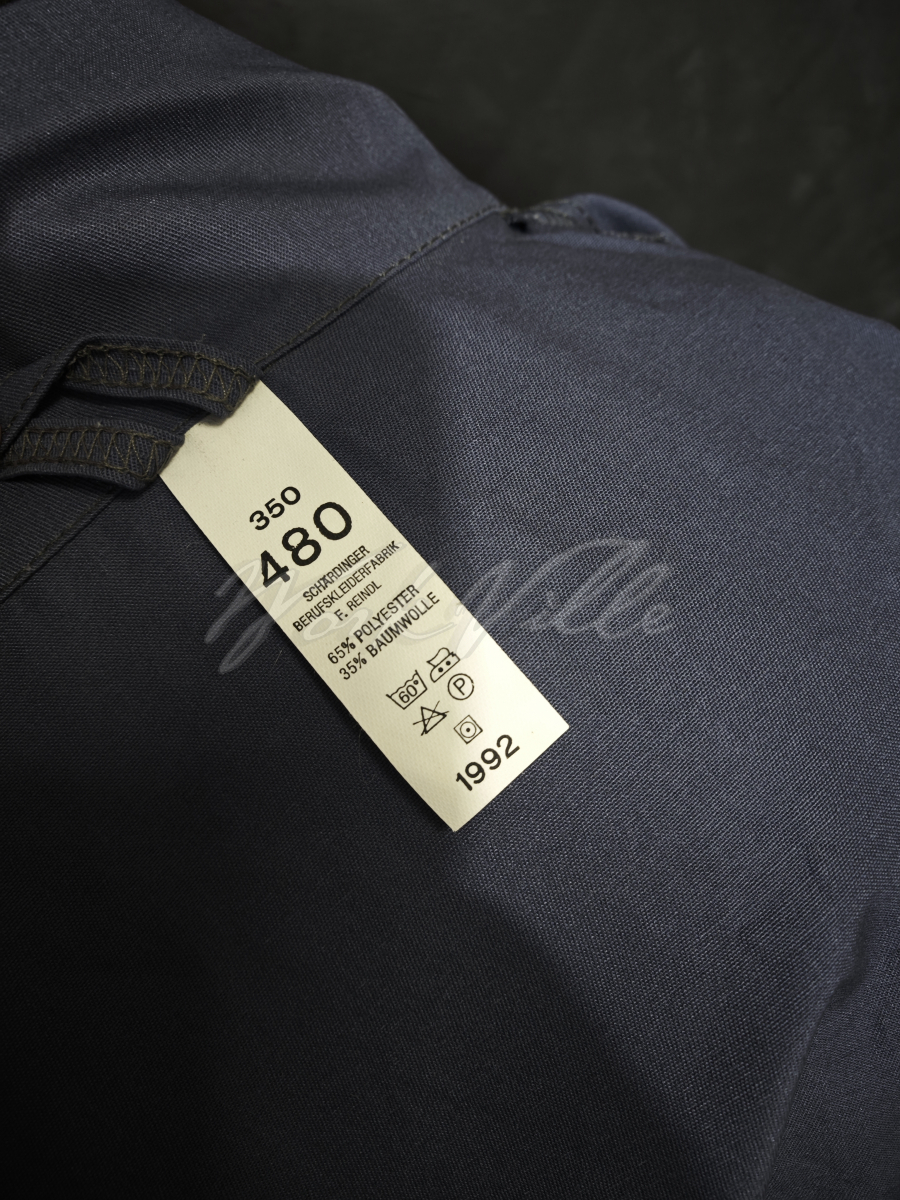 350
480
SCHÄRDINGER
BERUFSKLEIDERFABRIK
F. REINDL
65% POLYESTER
35% BAUMWOLLE
60°
P
1992